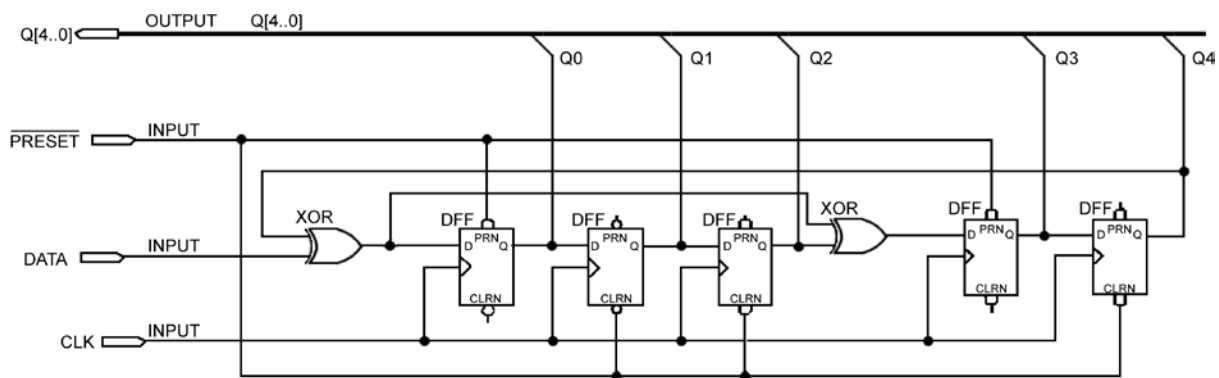 OUTPUT Q[4..0]
Q[4..0]
Q0 Q1 Q2 Q3 Q4
PRESET INPUT
XOR DFF DFF DFF XOR DFF DFF
D PRN Q D PRN Q D PRN Q D PRN Q D PRN Q
DATA INPUT
CLRN CLRN CLRN CLRN CLRN
CLK INPUT